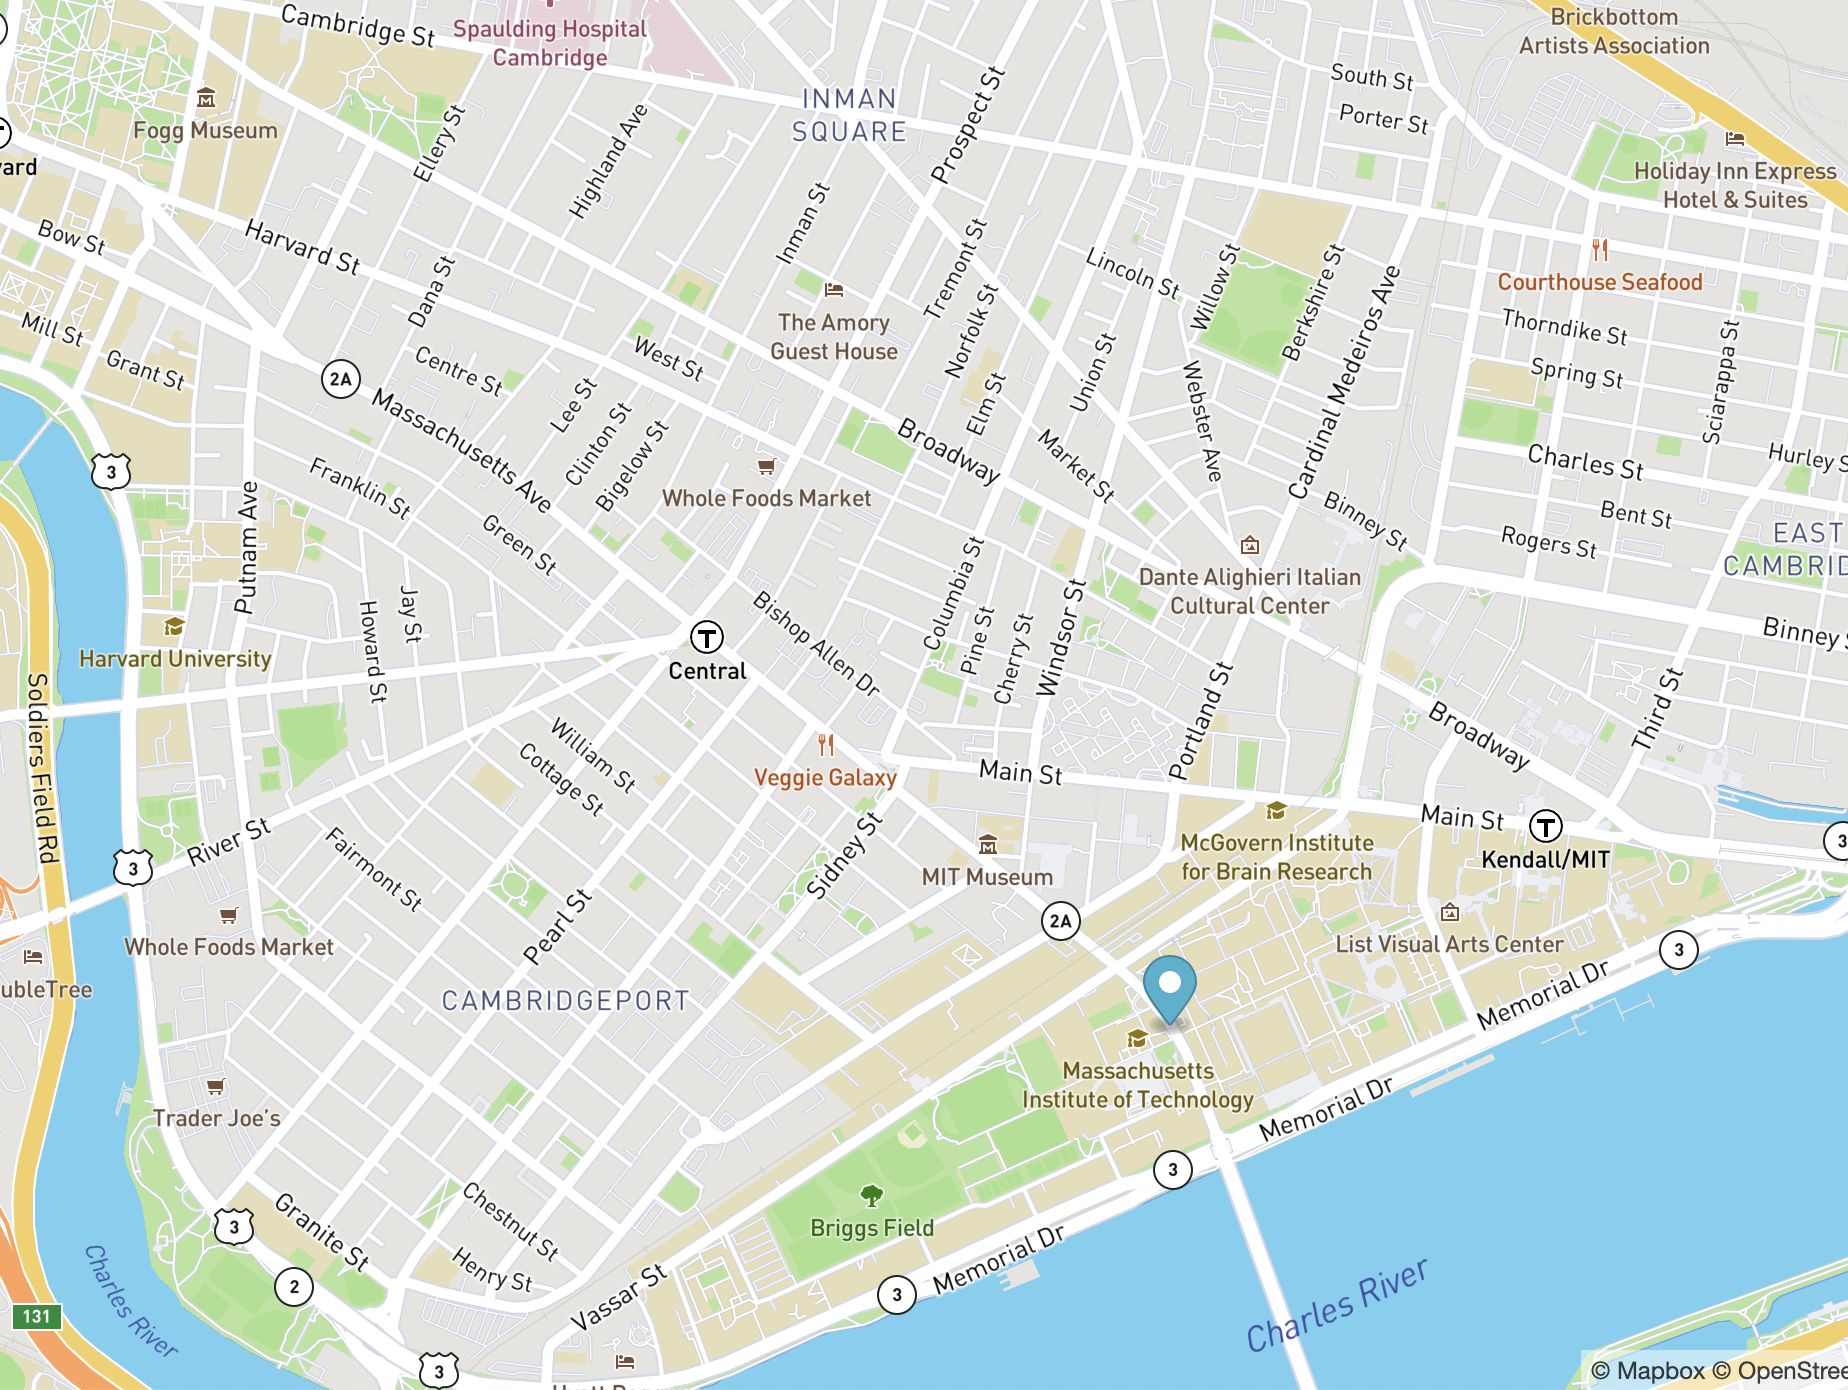 Cambridge St
Spaulding Hospital
Cambridge
Brickbottom
Artists Association
South St
Porter St
INMAN
SQUARE
Prospect St
Fogg Museum
Ellery St
Highland Ave
Holiday Inn Express
Hotel & Suites
Inman St
Bow St
Harvard St
Dana St
Tremont St
Lincoln St
Willow St
Berkshire St
Cardinal Medeiros Ave
Courthouse Seafood
The Amory
Guest House
Norfolk St
Thorndike St
Mill St
Grant St
West St
Union St
Centre St
2A
Spring St
Sciarappa St
Massachusetts Ave
Lee St
Clinton St
Bigelow St
Elm St
Webster Ave
Broadway
Market St
Charles St
Hurley S
3
Franklin St
Whole Foods Market
Binney St
Bent St
Rogers St
EAST
CAMBRID
Green St
Putnam Ave
Jay St
Howard St
Dante Alighieri Italian
Cultural Center
Columbia St
Pine St
Cherry St
Windsor St
Bishop Allen Dr
Binney S
Harvard University
Central
Portland St
Third St
Soldiers Field Rd
Broadway
William St
Cottage St
Veggie Galaxy
Main St
Main St
Kendall/MIT
River St
Fairmont St
Sidney St
McGovern Institute
for Brain Research
MIT Museum
3
3
Pearl St
2A
Whole Foods Market
List Visual Arts Center
3
ubleTree
CAMBRIDGEPORT
Memorial Dr
Massachusetts
Institute of Technology
Trader Joe's
Memorial Dr
3
Briggs Field
Chestnut St
Granite St
3
Henry St
Memorial Dr
2
3
Vassar St
131
Charles River
Charles River
3
© Mapbox © OpenStree